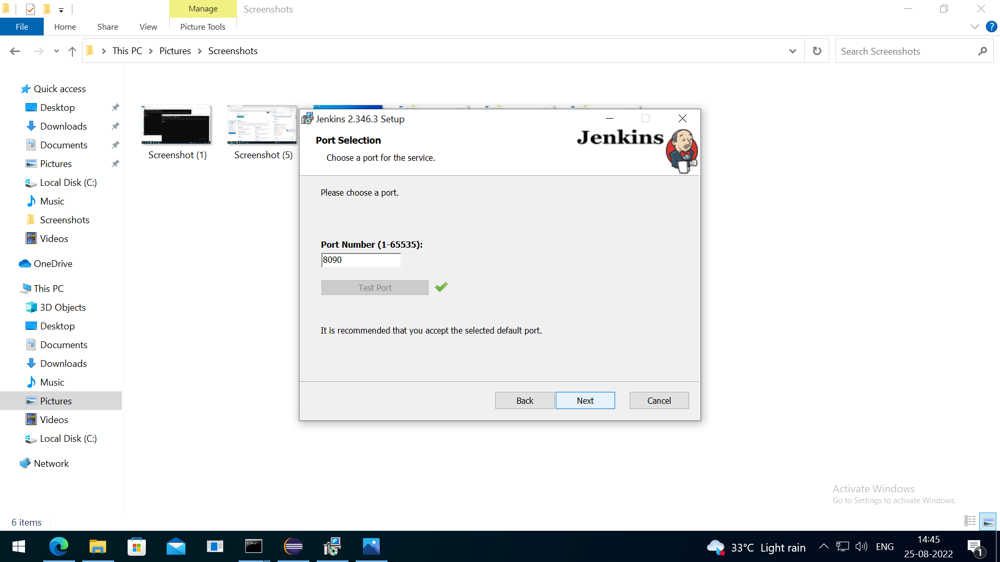 Manage
Screenshots
File
Home
Share
View
Picture Tools
?
This PC
Pictures
Screenshots
Search Screenshots
Quick access
Desktop
Downloads
Documents
Pictures
Local Disk (C:)
Music
Screenshots
Videos
OneDrive
This PC
3D Objects
Desktop
Documents
Downloads
Music
Pictures
Videos
Local Disk (C:)
Network
Screenshot (1)
Screenshot (5)
Jenkins 2.346.3 Setup
Port Selection
Choose a port for the service.
Jenkins
Please choose a port.
Port Number (1-65535):
8090
Test Port
It is recommended that you accept the selected default port.
Back
Next
Cancel
Activate Windows
Go to Settings to activate Windows.
6 items
33°C Light rain
ENG
14:45
25-08-2022
1